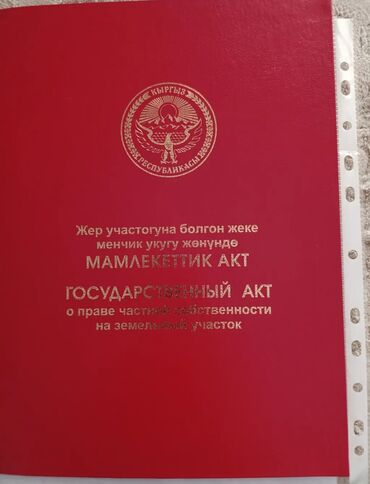 КЫРГЫЗ
РЕСПУБЛИКАСЫ
Жер участогуна болгон жеке
менчик укугу жөнүндө
МАМЛЕКЕТТИК АКТ
ГОСУДАРСТВЕННЫЙ АКТ
о праве частной собственности
на земельный участок